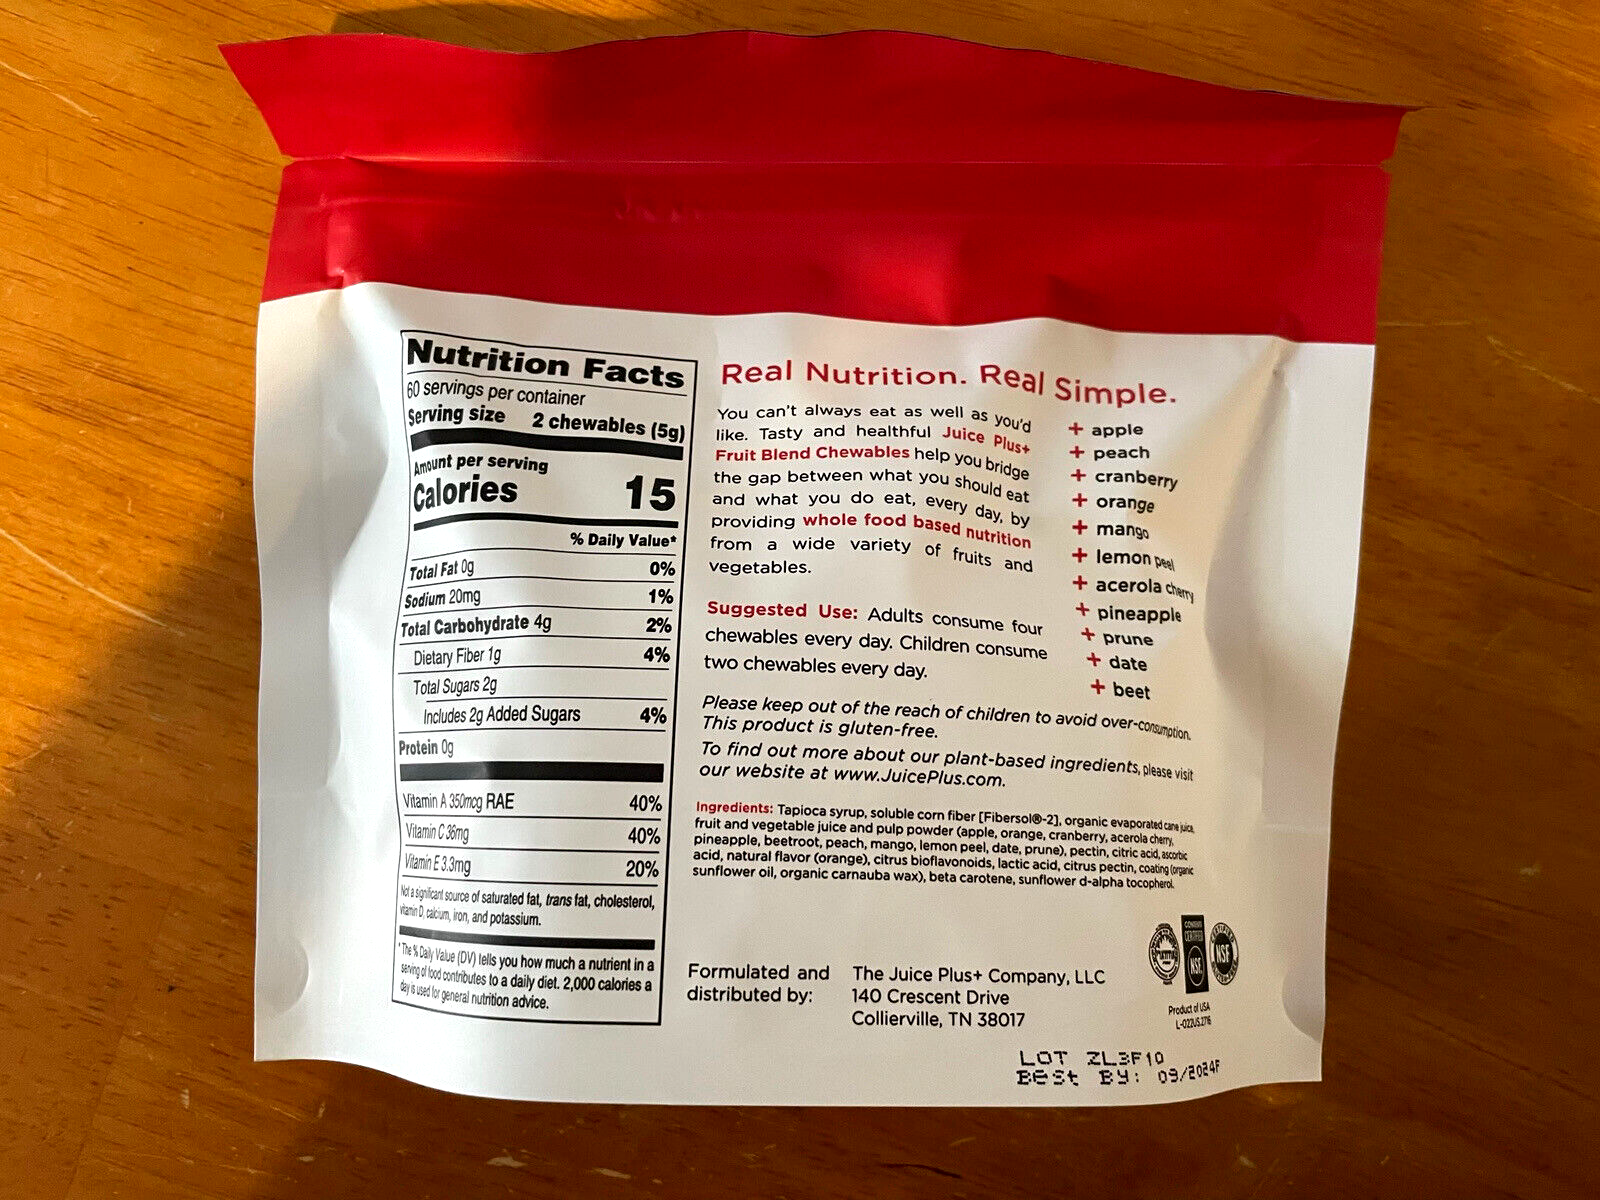 Nutrition Facts
60 servings per container
Serving size 2 chewables (5g)
Amount per serving
Calories 15
% Daily Value*
Total Fat 0g 0%
Sodium 20mg 1%
Total Carbohydrate 4g 2%
Dietary Fiber 1g 4%
Total Sugars 2g
Includes 2g Added Sugars 4%
Protein 0g
Vitamin A 350mcg RAE 40%
Vitamin C 36mg 40%
Vitamin E 3.3mg 20%
Not a significant source of saturated fat, trans fat, cholesterol,
vitamin D, calcium, iron, and potassium.
*The % Daily Value (DV) tells you how much a nutrient in a
serving of food contributes to a daily diet. 2,000 calories a
day is used for general nutrition advice.
Real Nutrition. Real Simple.
You can't always eat as well as you'd
like. Tasty and healthful Juice Plus+
Fruit Blend Chewables help you bridge
the gap between what you should eat
and what you do eat, every day, by
providing whole food based nutrition
from a wide variety of fruits and
vegetables.
+ apple
+ peach
+ cranberry
+ orange
+ mango
+ lemon peel
+ acerola cherry
+ pineapple
+ prune
+ date
+ beet
Suggested Use: Adults consume four
chewables every day. Children consume
two chewables every day.
Please keep out of the reach of children to avoid over-consumption.
This product is gluten-free.
To find out more about our plant-based ingredients, please visit
our website at www.JuicePlus.com.
Ingredients: Tapioca syrup, soluble corn fiber [Fibersol®-2], organic evaporated cane juice,
fruit and vegetable juice and pulp powder (apple, orange, cranberry, acerola cherry,
pineapple, beetroot, peach, mango, lemon peel, date, prune), pectin, citric acid, ascorbic
acid, natural flavor (orange), citrus bioflavonoids, lactic acid, citrus pectin, coating (organic
sunflower oil, organic carnauba wax), beta carotene, sunflower d-alpha tocopherol.
Formulated and
distributed by:
The Juice Plus+ Company, LLC
140 Crescent Drive
Collierville, TN 38017
CONTENTS
CERTIFIED
NSF
CERTIFIED
NSF
Product of USA
L-022US.2716
LOT ZL3F10
Best By: 09/2024F